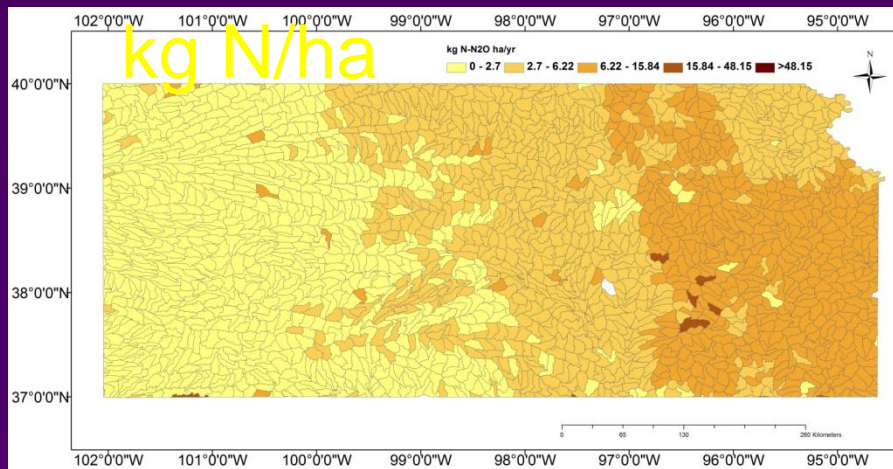 102°0'0"W 101°0'0"W 100°0'0"W 99°0'0"W 98°0'0"W 97°0'0"W 96°0'0"W 95°0'0"W
kg N/ha
kg N-N2O ha/yr
0 - 2.7 2.7 - 6.22 6.22 - 15.84 15.84 - 48.15 >48.15
N
40°0'0"N
39°0'0"N
38°0'0"N
37°0'0"N
0 65 130 260 Kilometers
102°0'0"W 101°0'0"W 100°0'0"W 99°0'0"W 98°0'0"W 97°0'0"W 96°0'0"W 95°0'0"W